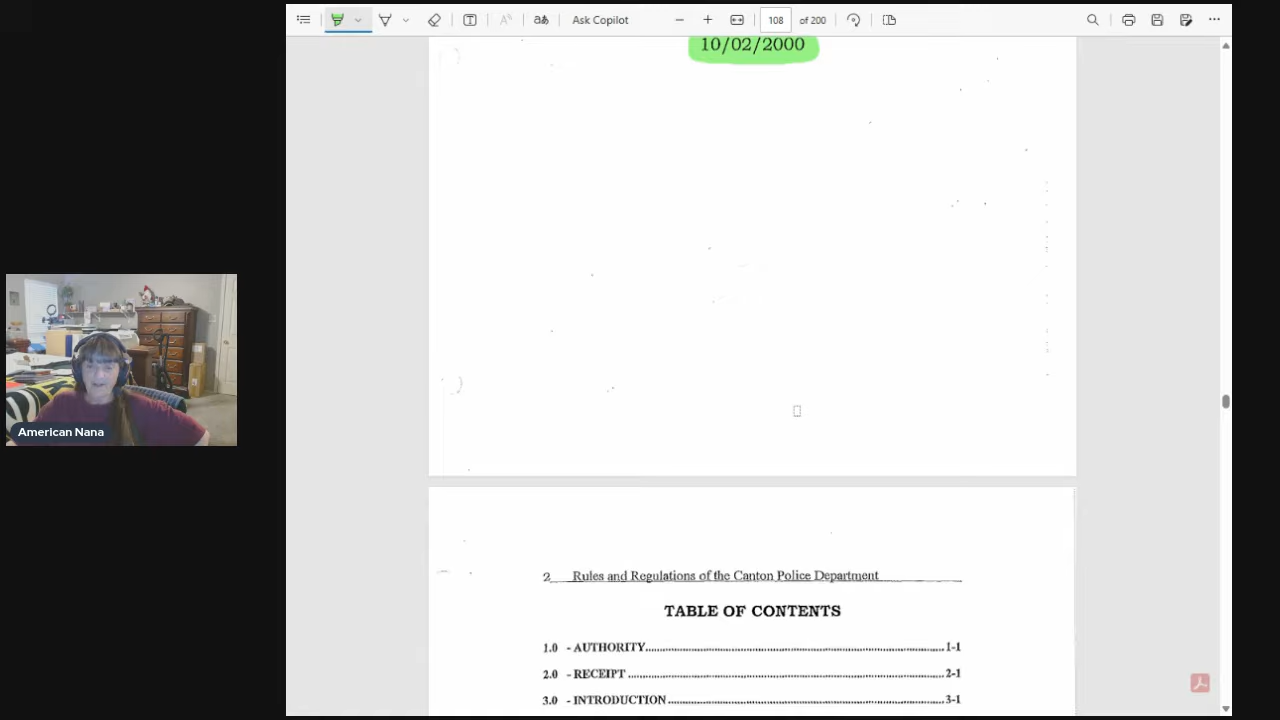 Ask Copilot
108 of 200
10/02/2000
American Nana
2 Rules and Regulations of the Canton Police Department
TABLE OF CONTENTS
1.0 - AUTHORITY 1-1
2.0 - RECEIPT 2-1
3.0 - INTRODUCTION 3-1